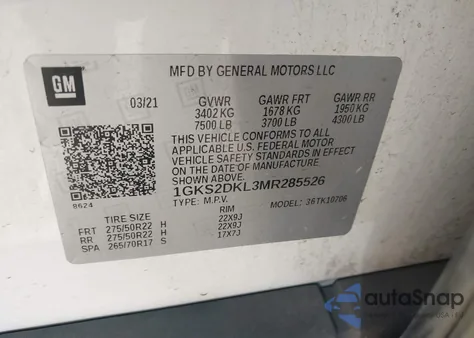 GM
MFD BY GENERAL MOTORS LLC
03/21 GVWR GAWR FRT GAWR RR
3402 KG 1678 KG 1950 KG
7500 LB 3700 LB 4300 LB
THIS VEHICLE CONFORMS TO ALL
APPLICABLE U.S. FEDERAL MOTOR
VEHICLE SAFETY STANDARDS IN EFFECT
ON THE DATE OF MANUFACTURE
1GKS2DKL3MR285526
8624
TYPE: M.P.V. MODEL: 36TK10706
TIRE SIZE RIM
FRT 275/50R22 H 22X9J
RR 275/50R22 H 22X9J
SPA 265/70R17 S 17X7J
autoSnap